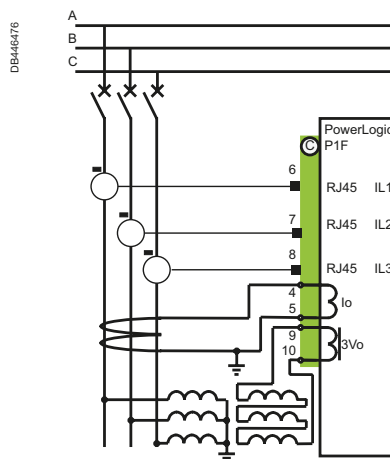 DB446476
A
B
C
PowerLogic
C P1F
6 RJ45 IL1
7 RJ45 IL2
8 RJ45 IL3
4
5
Io
9
10
3Vo